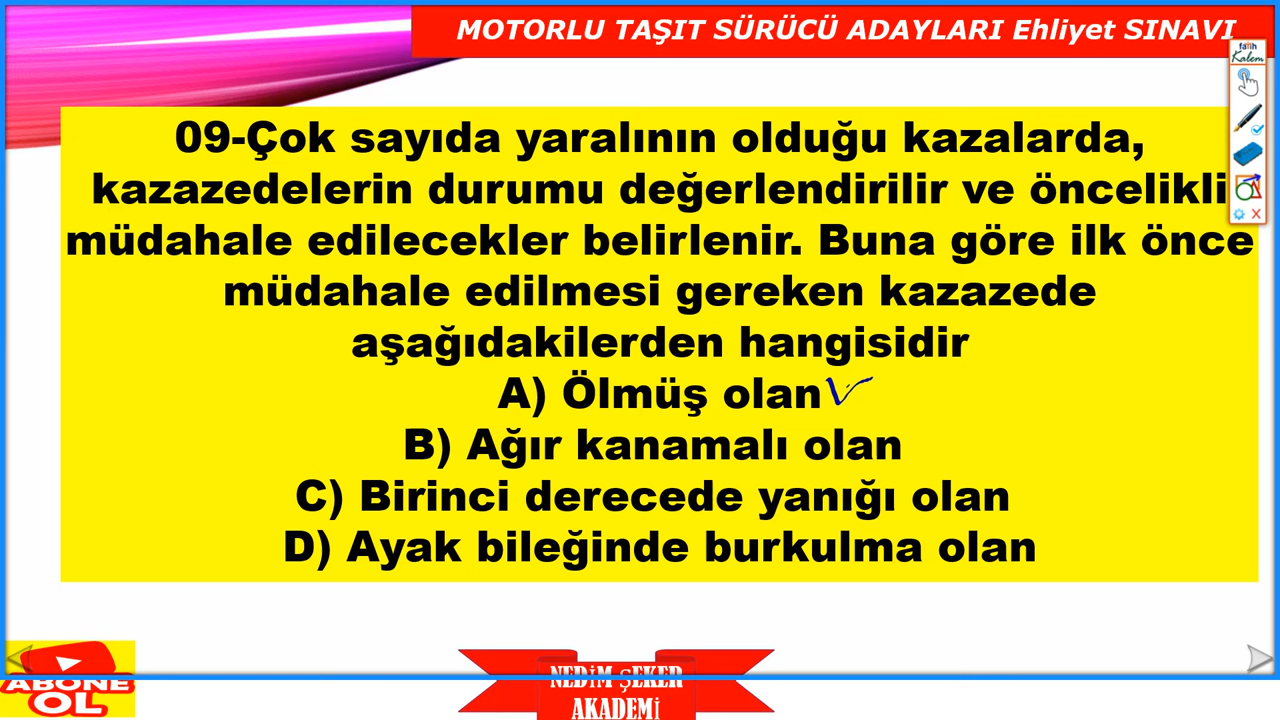 MOTORLU TAŞIT SÜRÜCÜ ADAYLARI Ehliyet SINAVI
fatih
Kalem
09-Çok sayıda yaralının olduğu kazalarda,
kazazedelerin durumu değerlendirilir ve öncelikli
müdahale edilecekler belirlenir. Buna göre ilk önce
müdahale edilmesi gereken kazazede
aşağıdakilerden hangisidir
A) Ölmüş olan
B) Ağır kanamalı olan
C) Birinci derecede yanığı olan
D) Ayak bileğinde burkulma olan
ABONE
OL
NEDİM ŞEKER
AKADEMİ